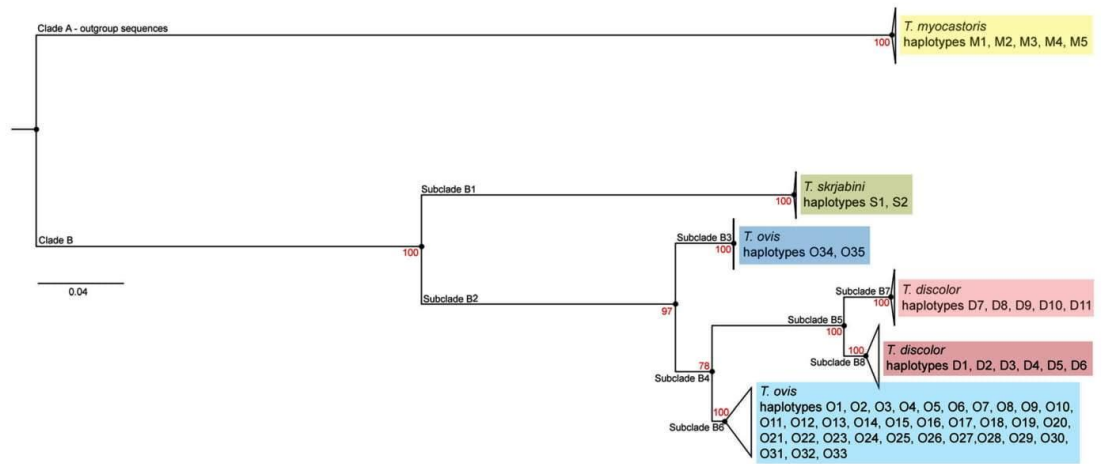 Clade A - outgroup sequences
T. myocastoris
100
haplotypes M1, M2, M3, M4, M5
Subclade B1
T. skrjabini
100
haplotypes S1, S2
Clade B
100
Subclade B3
T. ovis
100
haplotypes O34, O35
0.04
Subclade B2
97
Subclade B7
T. discolor
100
haplotypes D7, D8, D9, D10, D11
Subclade B5
100
100
Subclade B8
T. discolor
haplotypes D1, D2, D3, D4, D5, D6
78
Subclade B4
100
Subclade B6
T. ovis
haplotypes O1, O2, O3, O4, O5, O6, O7, O8, O9, O10,
O11, O12, O13, O14, O15, O16, O17, O18, O19, O20,
O21, O22, O23, O24, O25, O26, O27,O28, O29, O30,
O31, O32, O33